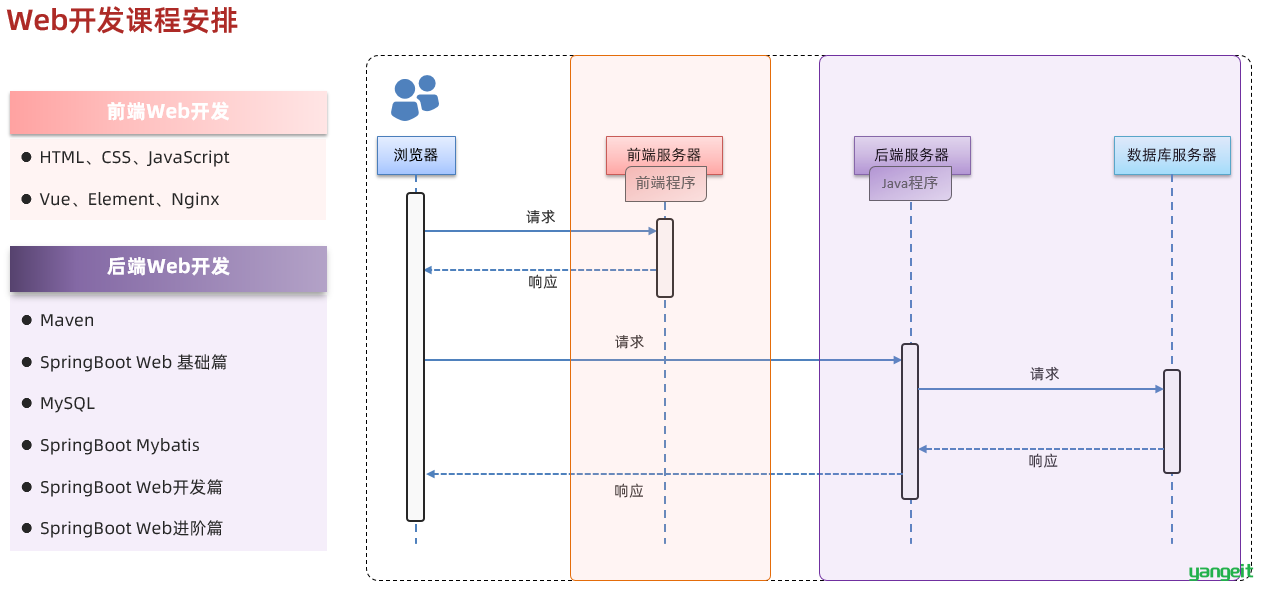 Web开发课程安排
前端Web开发
HTML、CSS、JavaScript
Vue、Element、Nginx
后端Web开发
Maven
SpringBoot Web 基础篇
MySQL
SpringBoot Mybatis
SpringBoot Web开发篇
SpringBoot Web进阶篇
浏览器
前端服务器
前端程序
后端服务器
Java程序
数据库服务器
请求
响应
请求
请求
响应
响应
yangeit